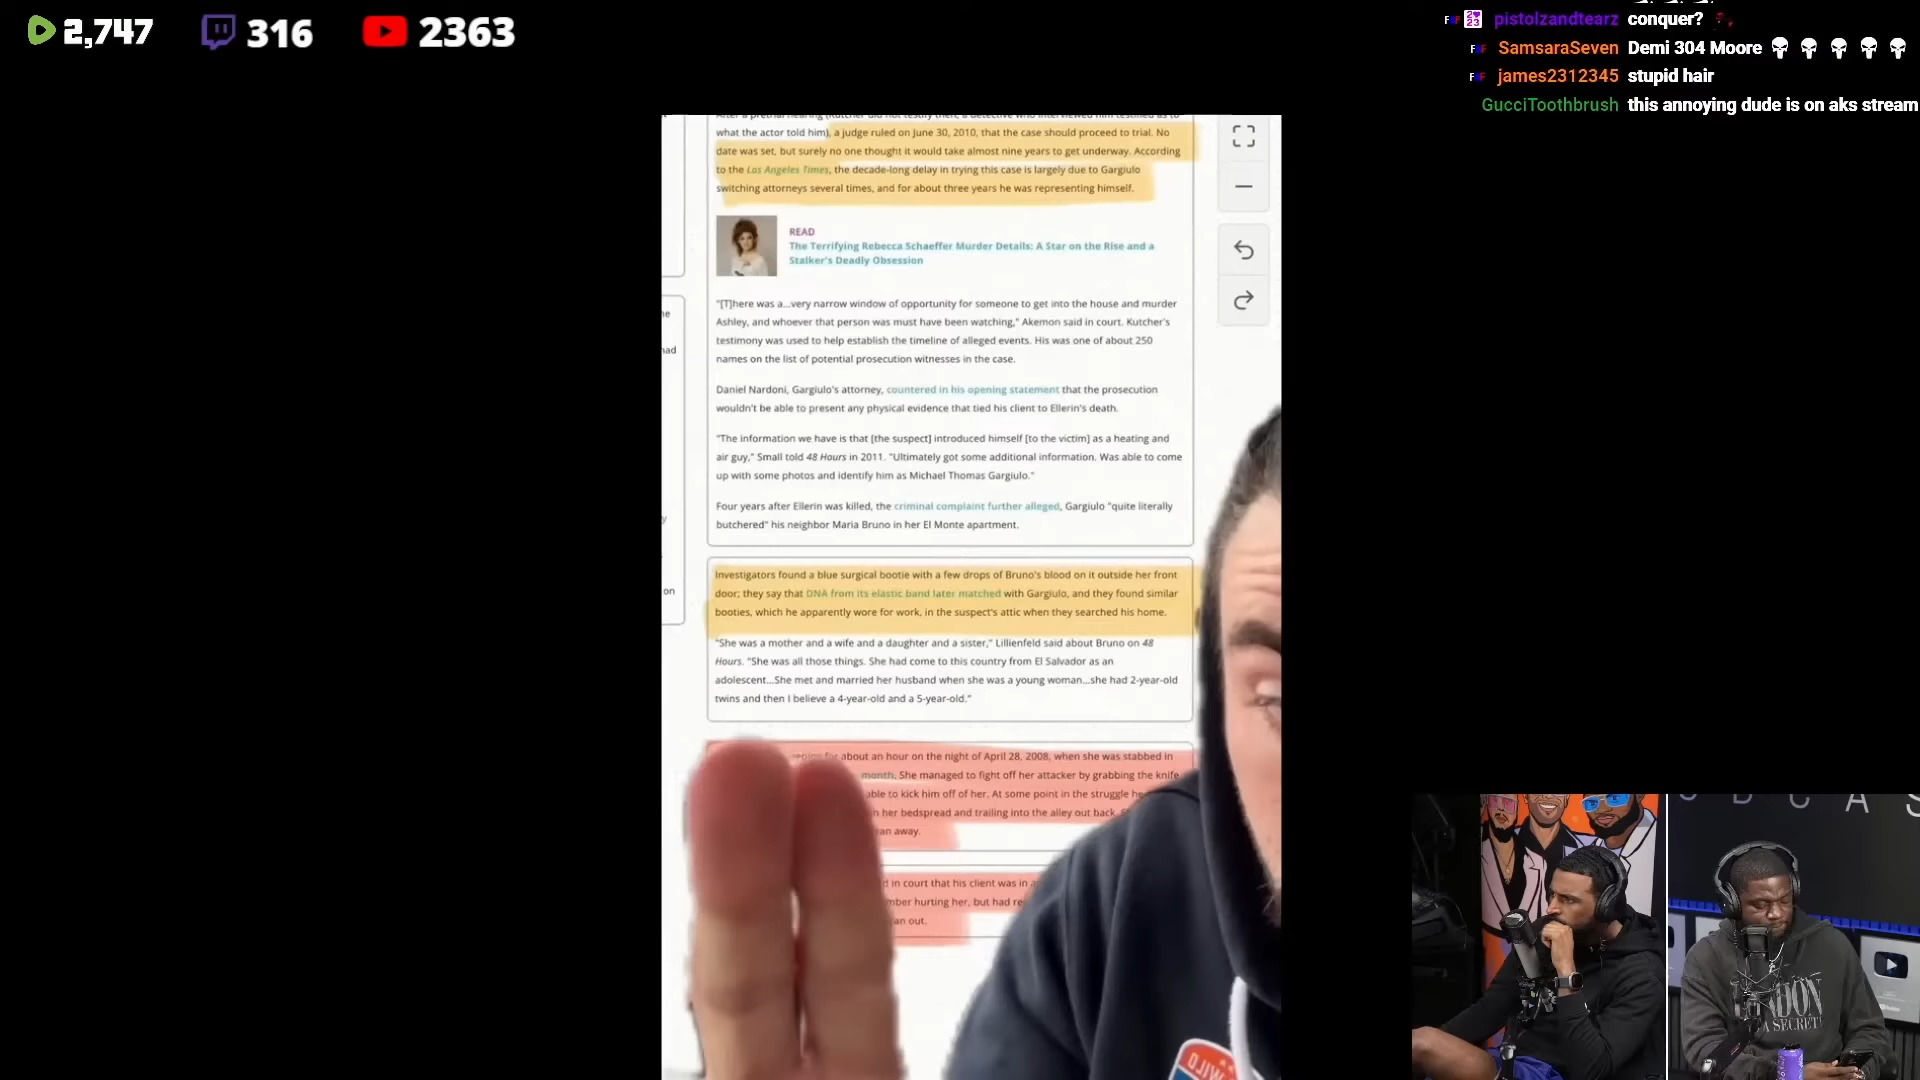 2,747
316
2363
pistolzandtearz conquer?
SamsaraSeven Demi 304 Moore
james2312345 stupid hair
GucciToothbrush this annoying dude is on aks stream
what the actor told him), a judge ruled on June 30, 2010, that the case should proceed to trial. No
date was set, but surely no one thought it would take almost nine years to get underway. According
to the Los Angeles Times, the decade-long delay in trying this case is largely due to Gargiulo
switching attorneys several times, and for about three years he was representing himself.
READ
The Terrifying Rebecca Schaeffer Murder Details: A Star on the Rise and a
Stalker's Deadly Obsession
"[T]here was a...very narrow window of opportunity for someone to get into the house and murder
Ashley, and whoever that person was must have been watching," Akemon said in court. Kutcher's
testimony was used to help establish the timeline of alleged events. His was one of about 250
names on the list of potential prosecution witnesses in the case.
Daniel Nardoni, Gargiulo's attorney, countered in his opening statement that the prosecution
wouldn't be able to present any physical evidence that tied his client to Ellerin's death.
"The information we have is that [the suspect] introduced himself [to the victim] as a heating and
air guy," Small told 48 Hours in 2011. "Ultimately got some additional information. Was able to come
up with some photos and identify him as Michael Thomas Gargiulo."
Four years after Ellerin was killed, the criminal complaint further alleged, Gargiulo "quite literally
butchered" his neighbor Maria Bruno in her El Monte apartment.
Investigators found a blue surgical bootie with a few drops of Bruno's blood on it outside her front
door; they say that DNA from its elastic band later matched with Gargiulo, and they found similar
booties, which he apparently wore for work, in the suspect's attic when they searched his home.
"She was a mother and a wife and a daughter and a sister," Lillienfeld said about Bruno on 48
Hours. "She was all those things. She had come to this country from El Salvador as an
adolescent...She met and married her husband when she was a young woman...she had 2-year-old
twins and then I believe a 4-year-old and a 5-year-old."
for about an hour on the night of April 28, 2008, when she was stabbed in
month. She managed to fight off her attacker by grabbing the knife
able to kick him off of her. At some point in the struggle he
her bedspread and trailing into the alley out back.
an away.
in court that his client was in
mber hurting her, but had re
an out.
had
on
WILD
LONDON
A SECRET